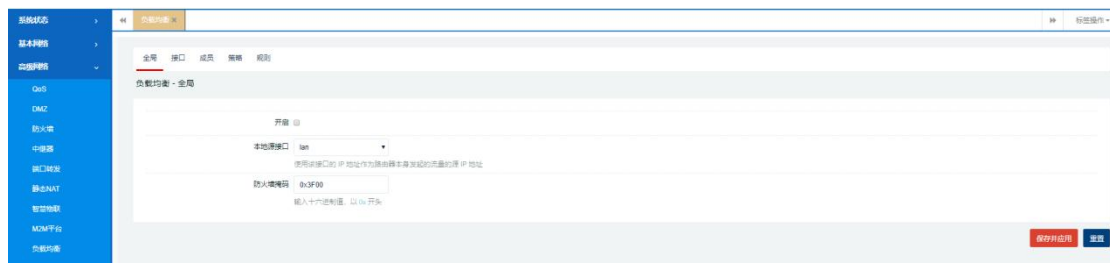 系统状态
基本网络
高级网络
QoS
DMZ
防火墙
中继器
端口转发
静态NAT
智慧物联
M2M平台
负载均衡
负载均衡
标签操作
全局 接口 成员 策略 规则
负载均衡 - 全局
开启
本地源接口 lan
使用该接口的 IP 地址作为路由器本身发起的流量的源 IP 地址
防火墙掩码 0x3F00
输入十六进制值，以 0x 开头
保存并应用 重置